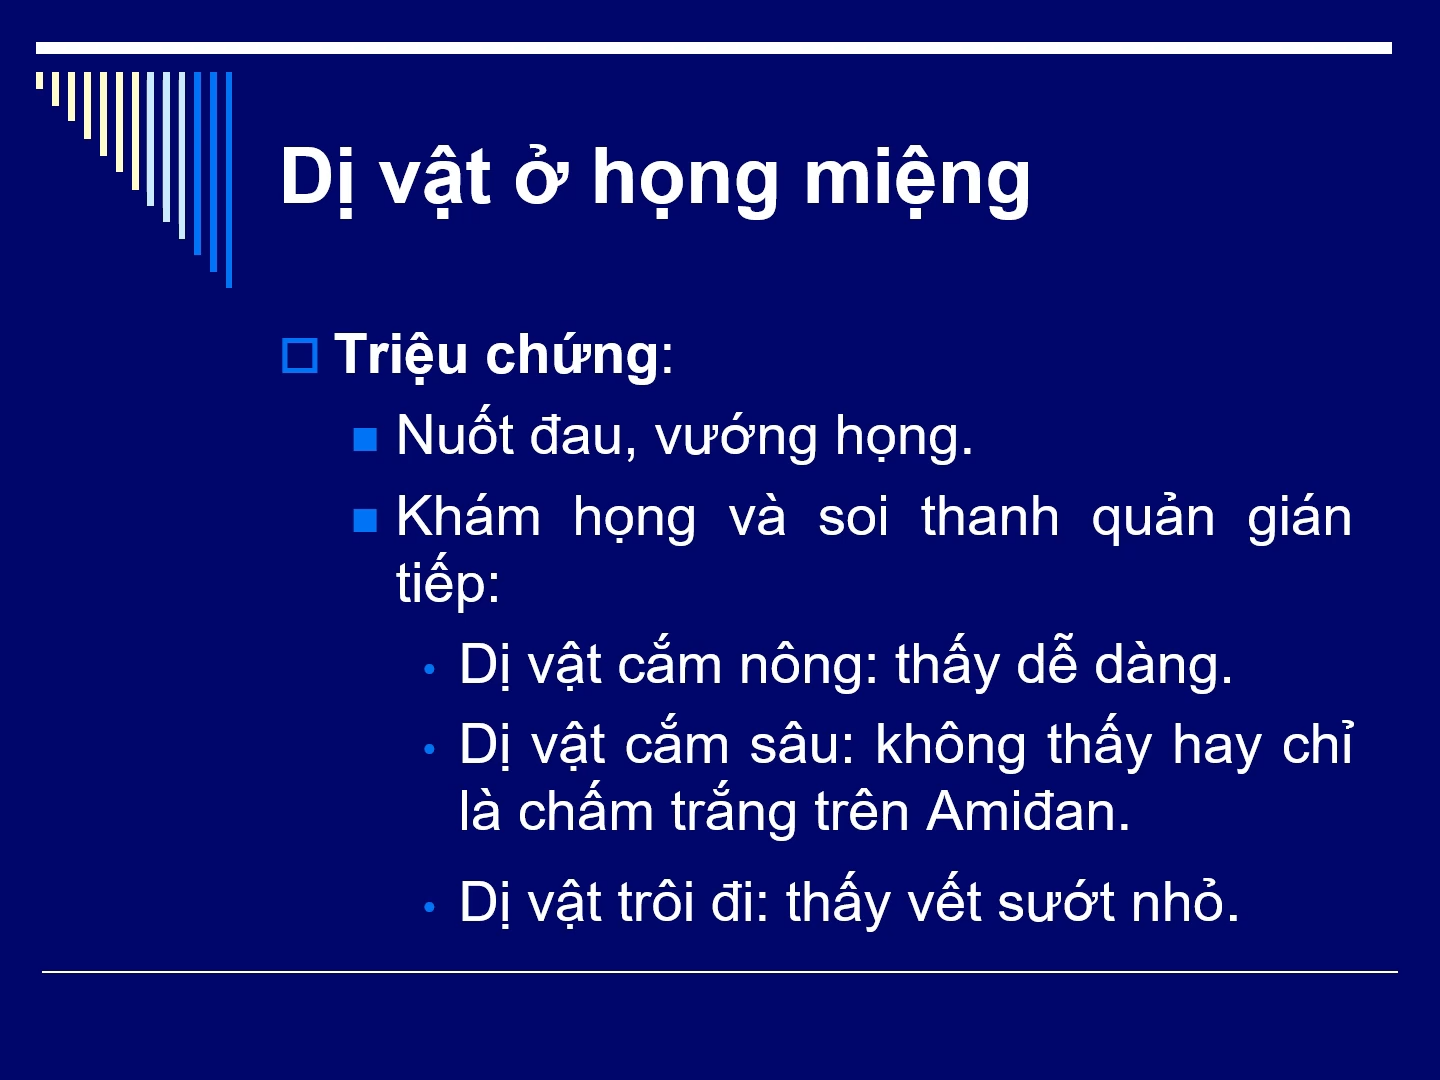 Dị vật ở họng miệng
Triệu chứng:
Nuốt đau, vướng họng.
Khám họng và soi thanh quản gián
tiếp:
Dị vật cắm nông: thấy dễ dàng.
Dị vật cắm sâu: không thấy hay chỉ
là chấm trắng trên Amiđan.
Dị vật trôi đi: thấy vết sướt nhỏ.